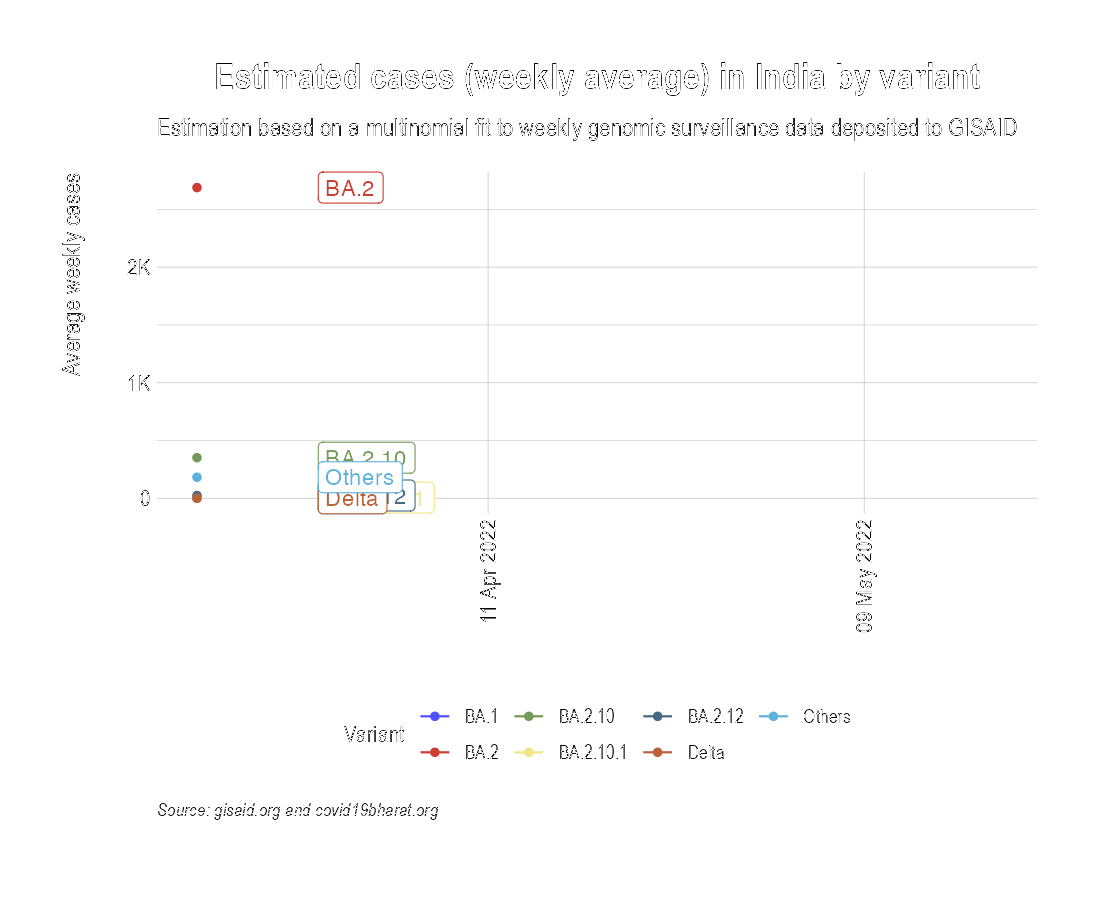 Estimated cases (weekly average) in India by variant
Estimation based on a multinomial fit to weekly genomic surveillance data deposited to GISAID
Average weekly cases
2K
1K
0
BA.2
BA.2.10
Others
Delta
12
1
11 Apr 2022
09 May 2022
Variant
BA.1
BA.2.10
BA.2.12
Others
BA.2
BA.2.10.1
Delta
Source: gisaid.org and covid19bharat.org